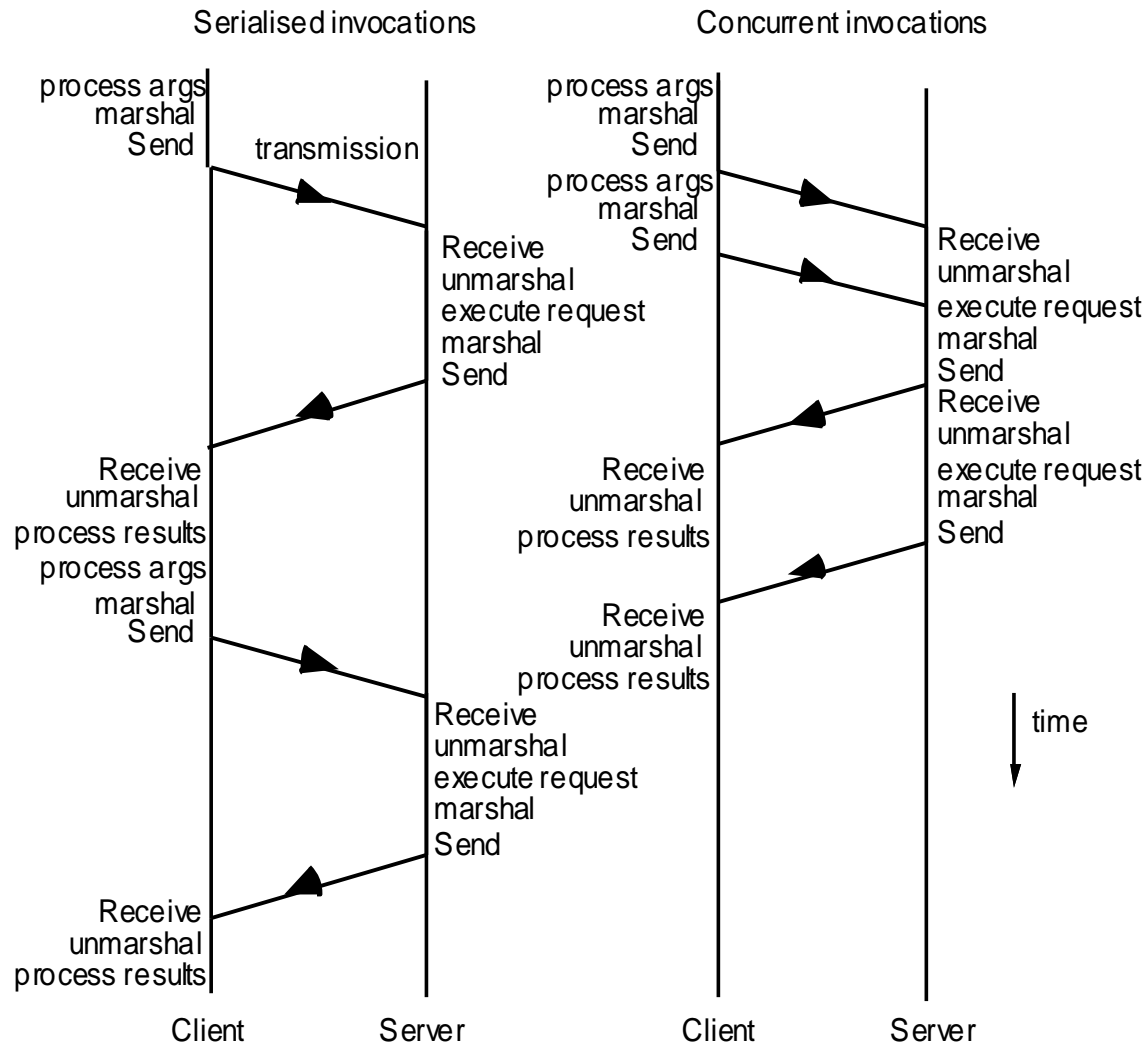 Serialised invocations
process args
marshal
Send
transmission
Receive
unmarshal
execute request
marshal
Send
Receive
unmarshal
process results
process args
marshal
Send
Receive
unmarshal
execute request
marshal
Send
Receive
unmarshal
process results
Client
Server
Concurrent invocations
process args
marshal
Send
process args
marshal
Send
Receive
unmarshal
execute request
marshal
Send
Receive
unmarshal
execute request
marshal
Send
Receive
unmarshal
process results
Receive
unmarshal
process results
time
Client
Server